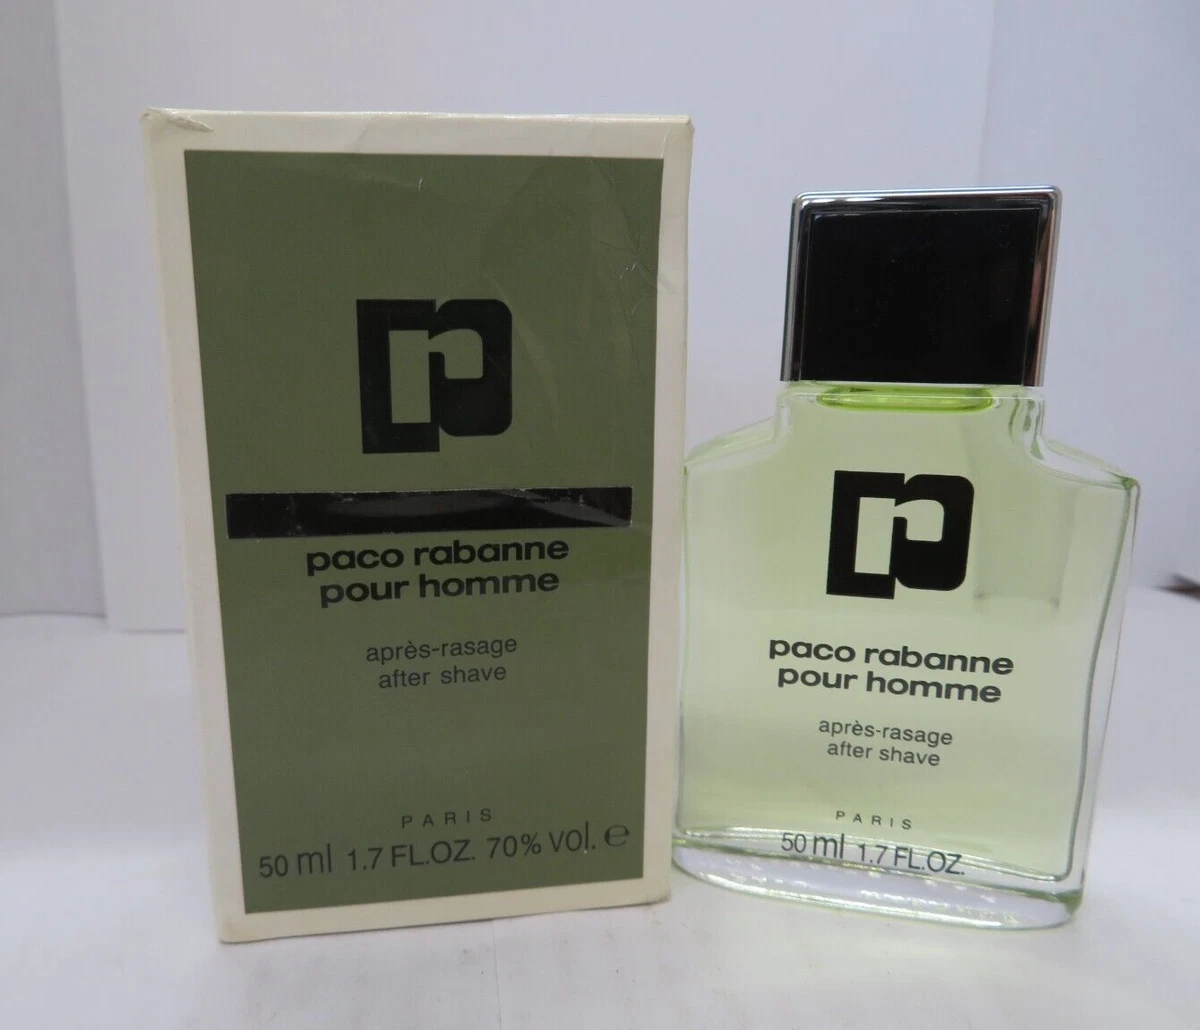 paco rabanne
pour homme
après-rasage
after shave
PARIS
50 ml 1.7 FL.OZ. 70% vol. e
paco rabanne
pour homme
après-rasage
after shave
PARIS
50 ml 1.7 FL.OZ.